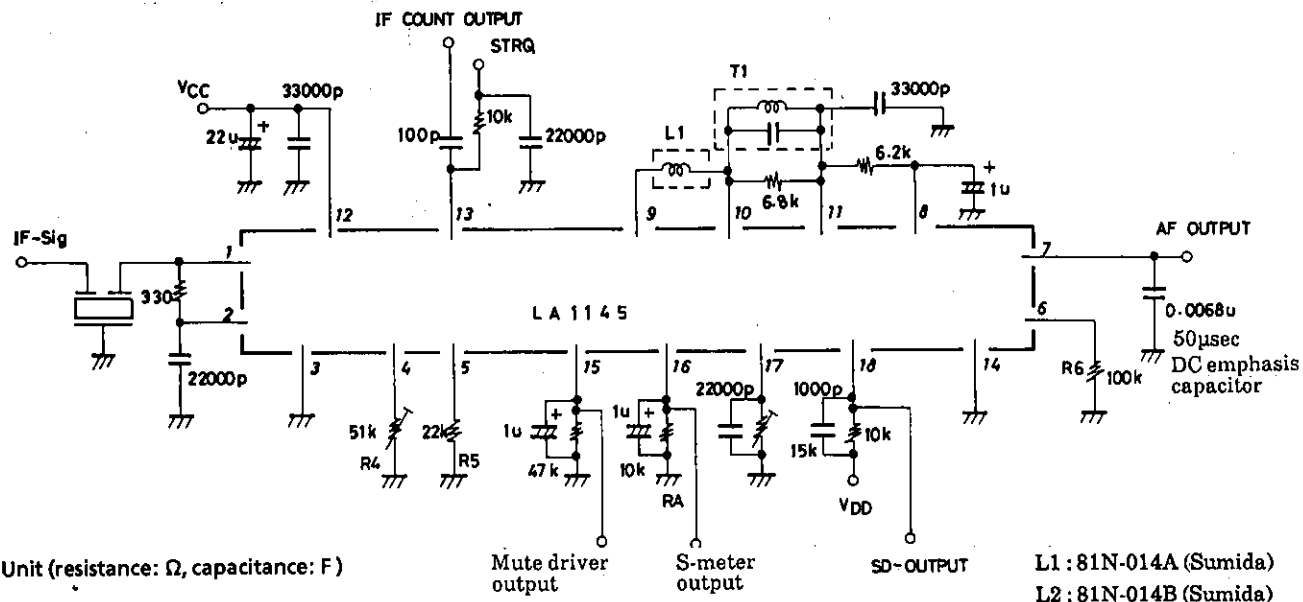 IF COUNT OUTPUT
STRQ
T1
VCC
33000p
33000p
22u +
10k
100p
22000p
L1
6.2k
+
1u
6.8k
12
13
9
10
11
8
IF-Sig
AF OUTPUT
1
7
330
2
LA1145
6
0.0068u
50µsec
DC emphasis
capacitor
22000p
3
4
5
15
16
17
18
14
R6
100k
22000p
1000p
51k
22k
1u +
1u +
15k
10k
R4
R5
47k
10k
RA
VDD
Unit (resistance: Ω, capacitance: F)
Mute driver
output
S-meter
output
SD-OUTPUT
L1 : 81N-014A (Sumida)
L2 : 81N-014B (Sumida)